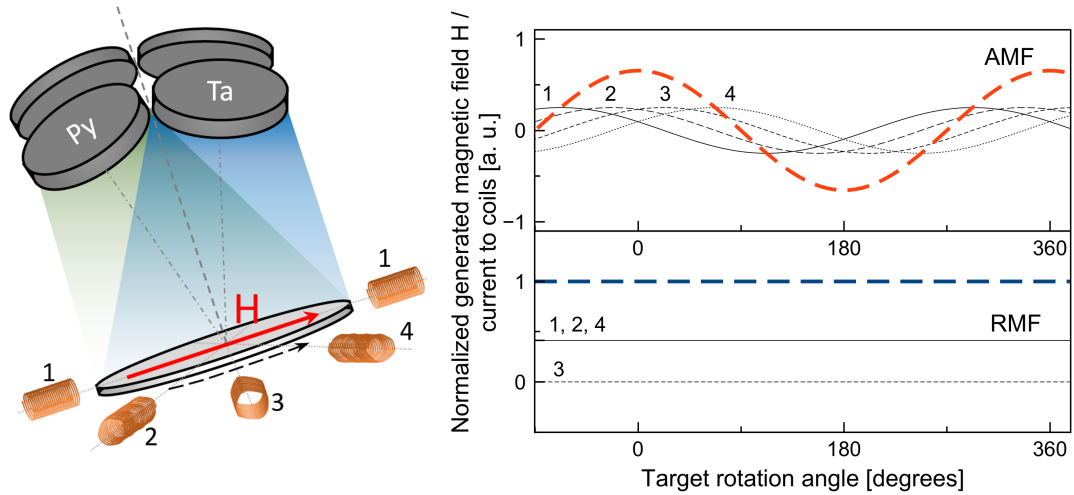 Py
Ta
H
1
1
2
3
4
Normalized generated magnetic field H /
current to coils [a. u.]
1
0
−1
AMF
1 2 3 4
0 180 360
1
0
RMF
1, 2, 4
3
0 180 360
Target rotation angle [degrees]